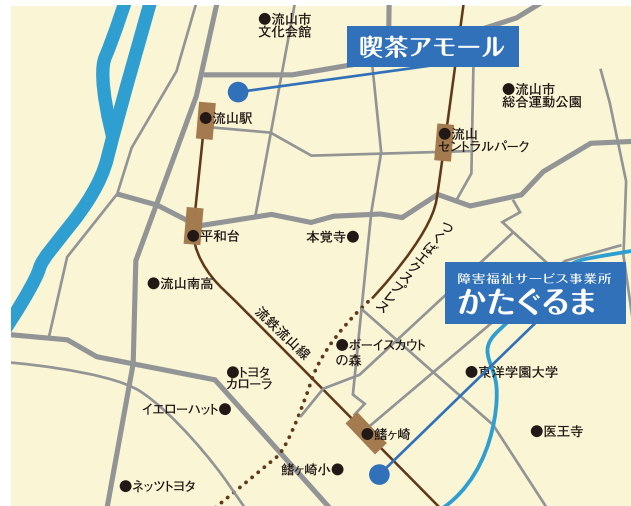 流山市
文化会館
喫茶アモール
流山市
総合運動公園
流山駅
流山
セントラルパーク
平和台
本覚寺
つくばエクスプレス
障害福祉サービス事業所
かたぐるま
流山南高
流鉄流山線
ボーイスカウト
の森
トヨタ
カローラ
東洋学園大学
イエローハット
鰭ヶ崎
医王寺
鰭ヶ崎小
ネッツトヨタ